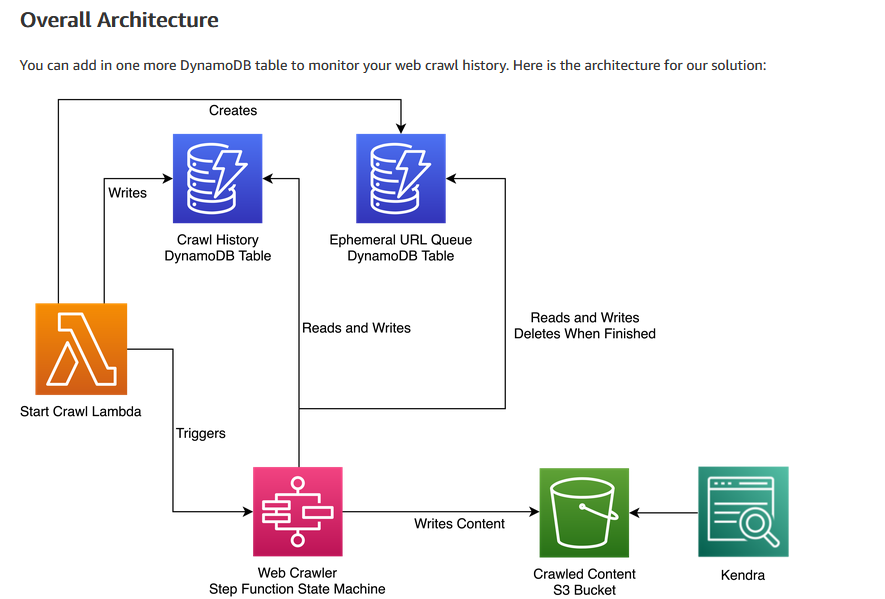 Overall Architecture
You can add in one more DynamoDB table to monitor your web crawl history. Here is the architecture for our solution:
Creates
Writes
Crawl History
DynamoDB Table
Ephemeral URL Queue
DynamoDB Table
Reads and Writes
Reads and Writes
Deletes When Finished
Start Crawl Lambda
Triggers
Writes Content
Web Crawler
Step Function State Machine
Crawled Content
S3 Bucket
Kendra